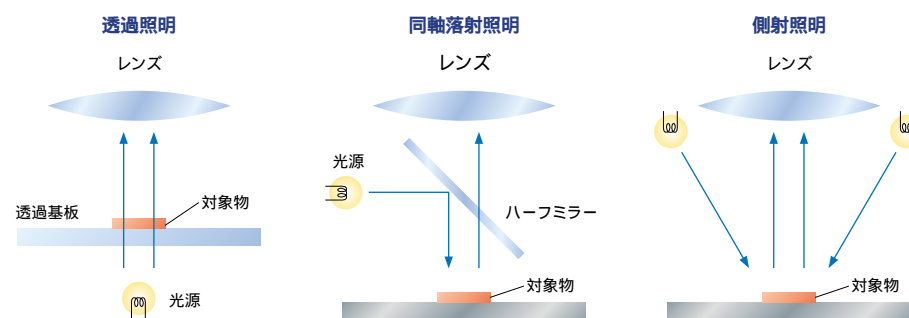 透過照明
レンズ
透過基板
対象物
光源
同軸落射照明
レンズ
光源
ハーフミラー
対象物
側射照明
レンズ
対象物